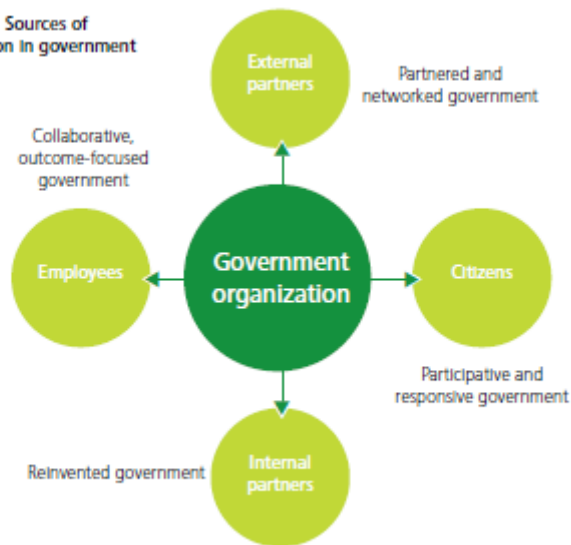 Sources of
on in government
External
partners
Partnered and
networked government
Collaborative,
outcome-focused
government
Employees
Government
organization
Citizens
Participative and
responsive government
Reinvented government
Internal
partners